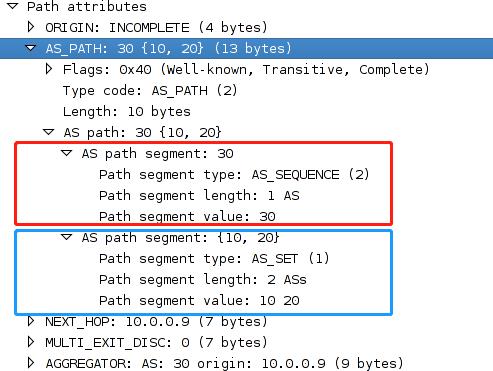 Path attributes
ORIGIN: INCOMPLETE (4 bytes)
AS_PATH: 30 {10, 20} (13 bytes)
Flags: 0x40 (Well-known, Transitive, Complete)
Type code: AS_PATH (2)
Length: 10 bytes
AS path: 30 {10, 20}
AS path segment: 30
Path segment type: AS_SEQUENCE (2)
Path segment length: 1 AS
Path segment value: 30
AS path segment: {10, 20}
Path segment type: AS_SET (1)
Path segment length: 2 ASs
Path segment value: 10 20
NEXT_HOP: 10.0.0.9 (7 bytes)
MULTI_EXIT_DISC: 0 (7 bytes)
AGGREGATOR: AS: 30 origin: 10.0.0.9 (9 bytes)